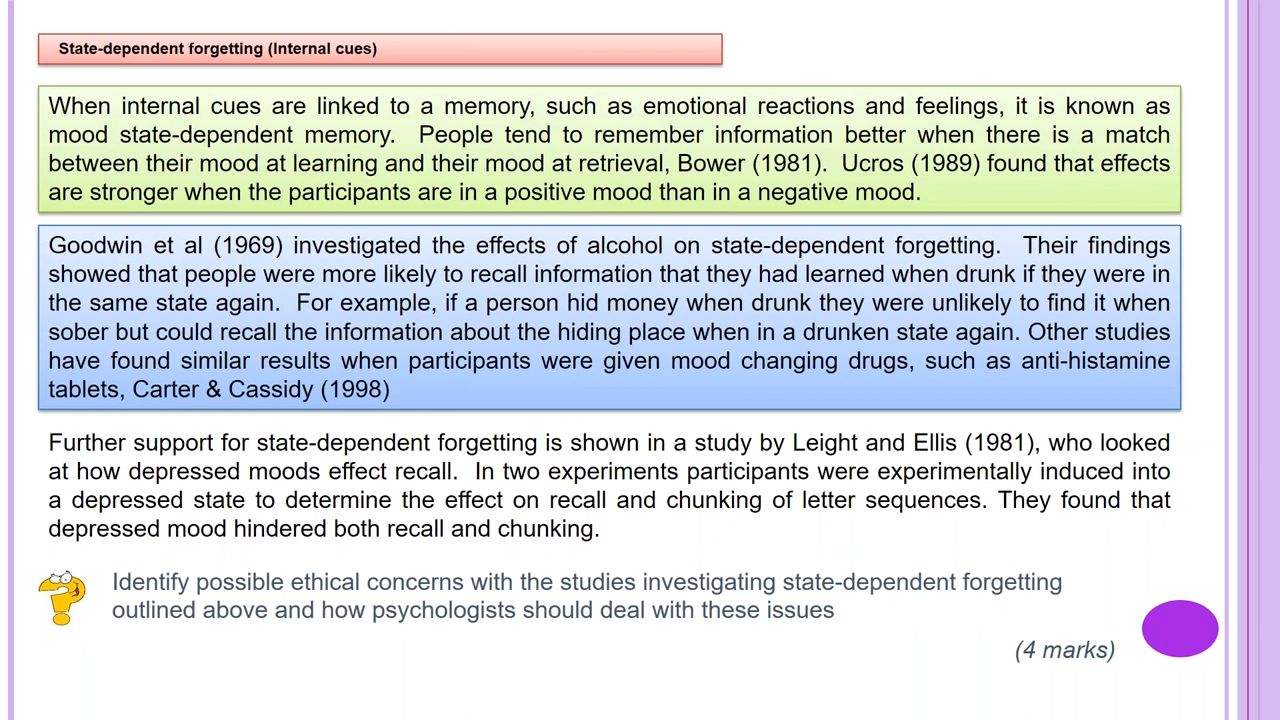 State-dependent forgetting (Internal cues)
When internal cues are linked to a memory, such as emotional reactions and feelings, it is known as
mood state-dependent memory. People tend to remember information better when there is a match
between their mood at learning and their mood at retrieval, Bower (1981). Ucros (1989) found that effects
are stronger when the participants are in a positive mood than in a negative mood.
Goodwin et al (1969) investigated the effects of alcohol on state-dependent forgetting. Their findings
showed that people were more likely to recall information that they had learned when drunk if they were in
the same state again. For example, if a person hid money when drunk they were unlikely to find it when
sober but could recall the information about the hiding place when in a drunken state again. Other studies
have found similar results when participants were given mood changing drugs, such as anti-histamine
tablets, Carter & Cassidy (1998)
Further support for state-dependent forgetting is shown in a study by Leight and Ellis (1981), who looked
at how depressed moods effect recall. In two experiments participants were experimentally induced into
a depressed state to determine the effect on recall and chunking of letter sequences. They found that
depressed mood hindered both recall and chunking.
Identify possible ethical concerns with the studies investigating state-dependent forgetting
outlined above and how psychologists should deal with these issues
(4 marks)